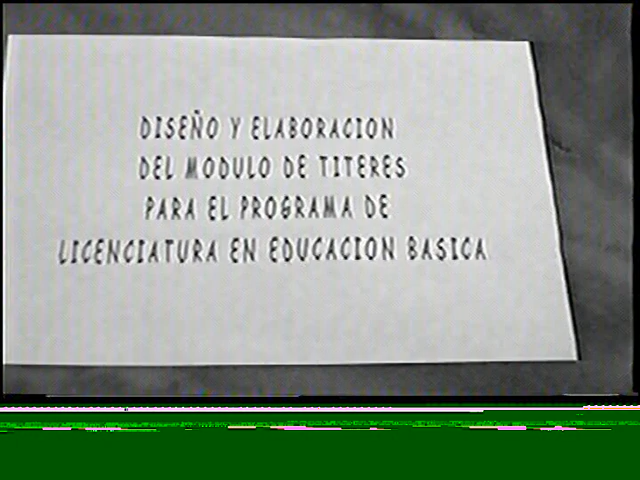 DISEÑO Y ELABORACION
DEL MODULO DE TITERES
PARA EL PROGRAMA DE
LICENCIATURA EN EDUCACION BASICA